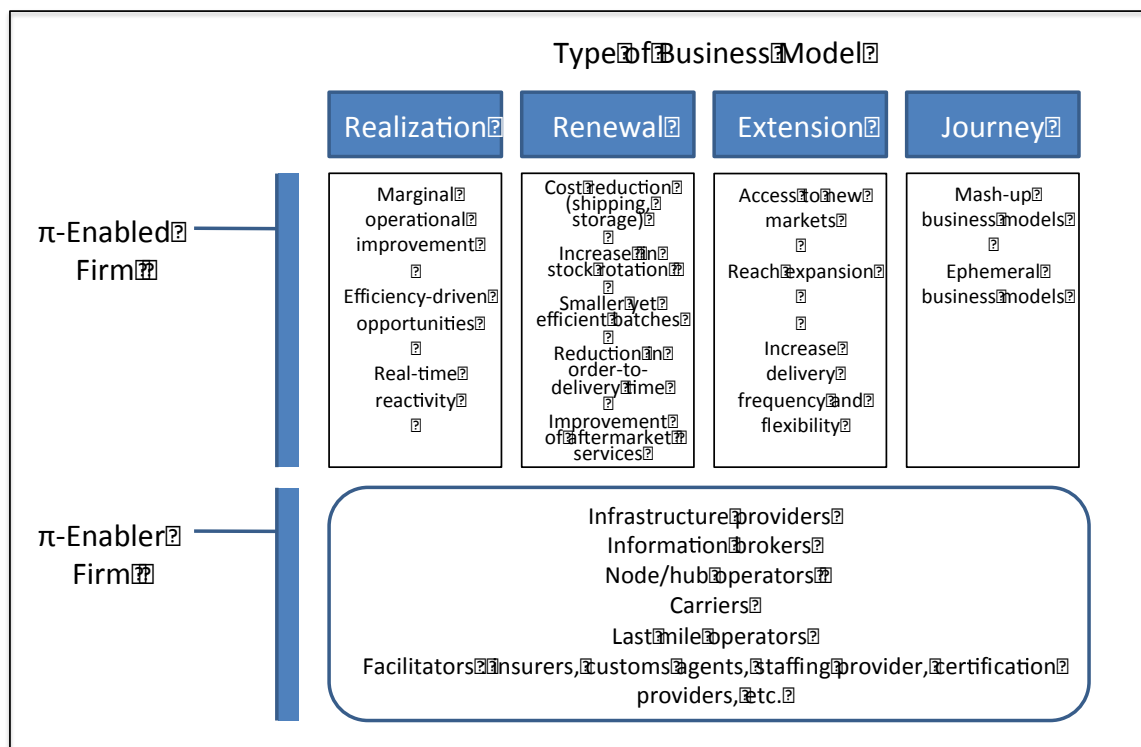 Type of Business Model
Realization
Renewal
Extension
Journey
π-Enabled
Firm
Marginal
operational
improvement
Efficiency-driven
opportunities
Real-time
reactivity
Cost reduction
(shipping,
storage)
Increase in
stock rotation
Smaller yet
efficient batches
Reduction in
order-to-
delivery time
Improvement
of aftermarket
services
Access to new
markets
Reach expansion
Increase
delivery
frequency and
flexibility
Mash-up
business models
Ephemeral
business models
π-Enabler
Firm
Infrastructure providers
Information brokers
Node/hub operators
Carriers
Last mile operators
Facilitators insurers, customs agents, staffing provider, certification
providers, etc.